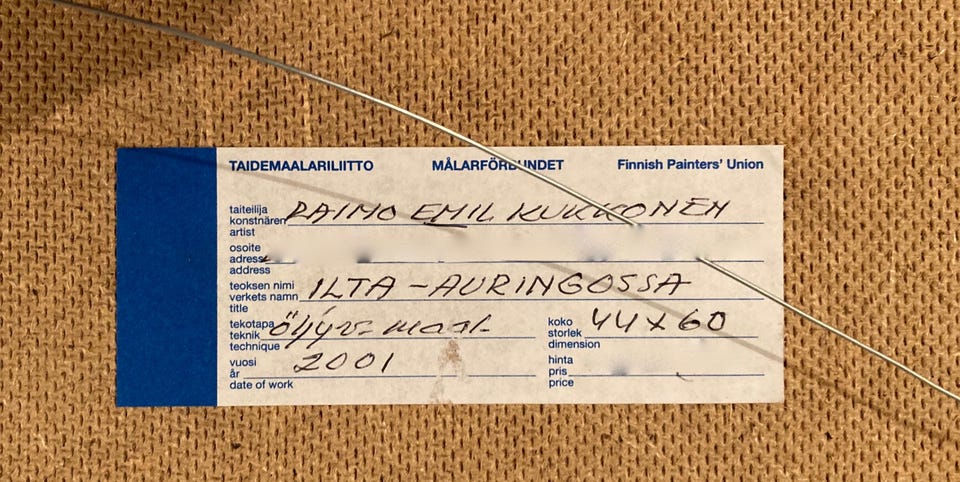 TAIDEMAALARILIITTO MÅLARFÖRBUNDET Finnish Painters' Union
taiteilija
konstnären RAIMO EMIL KUKKONEN
artist
osoite
adress
address
teoksen nimi
verkets namn ILTA-AURINGOSSA
title
tekotapa
teknik öljyv-maal-
technique
koko
storlek 44x60
dimension
vuosi
år 2001
date of work
hinta
pris
price